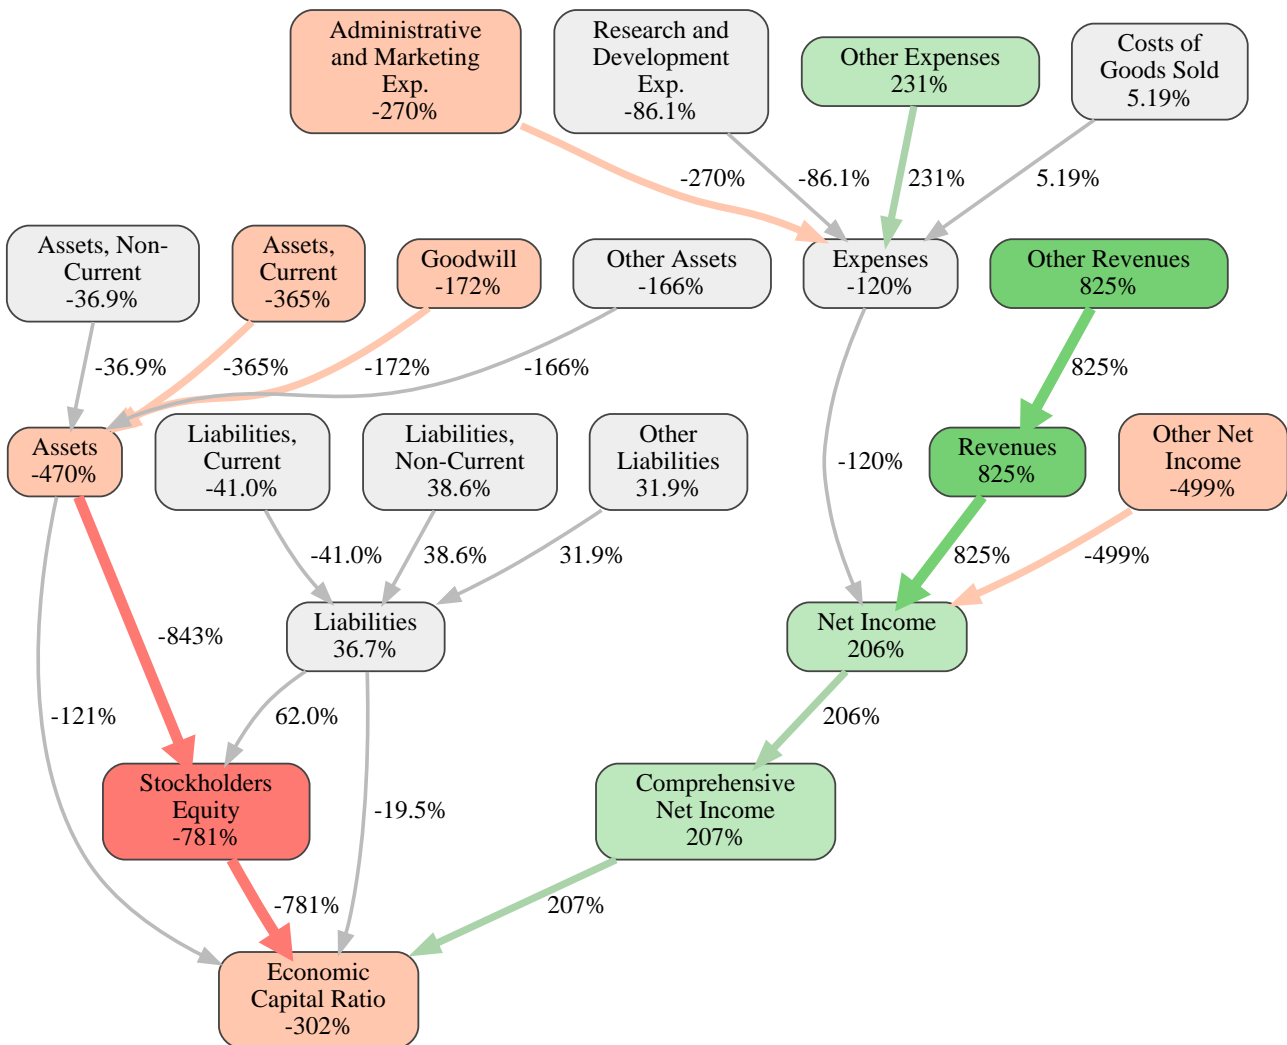 Administrative
and Marketing
Exp.
-270%
Research and
Development
Exp.
-86.1%
Other Expenses
231%
Costs of
Goods Sold
5.19%
-270%
-86.1%
231%
5.19%
Assets, Non-
Current
-36.9%
Assets,
Current
-365%
Goodwill
-172%
Other Assets
-166%
Expenses
-120%
Other Revenues
825%
-36.9%
-365%
-172%
-166%
825%
Assets
-470%
Liabilities,
Current
-41.0%
Liabilities,
Non-Current
38.6%
Other
Liabilities
31.9%
-120%
Revenues
825%
Other Net
Income
-499%
-41.0%
38.6%
31.9%
825%
-499%
-843%
Liabilities
36.7%
Net Income
206%
-121%
62.0%
206%
Stockholders
Equity
-781%
-19.5%
Comprehensive
Net Income
207%
-781%
207%
Economic
Capital Ratio
-302%